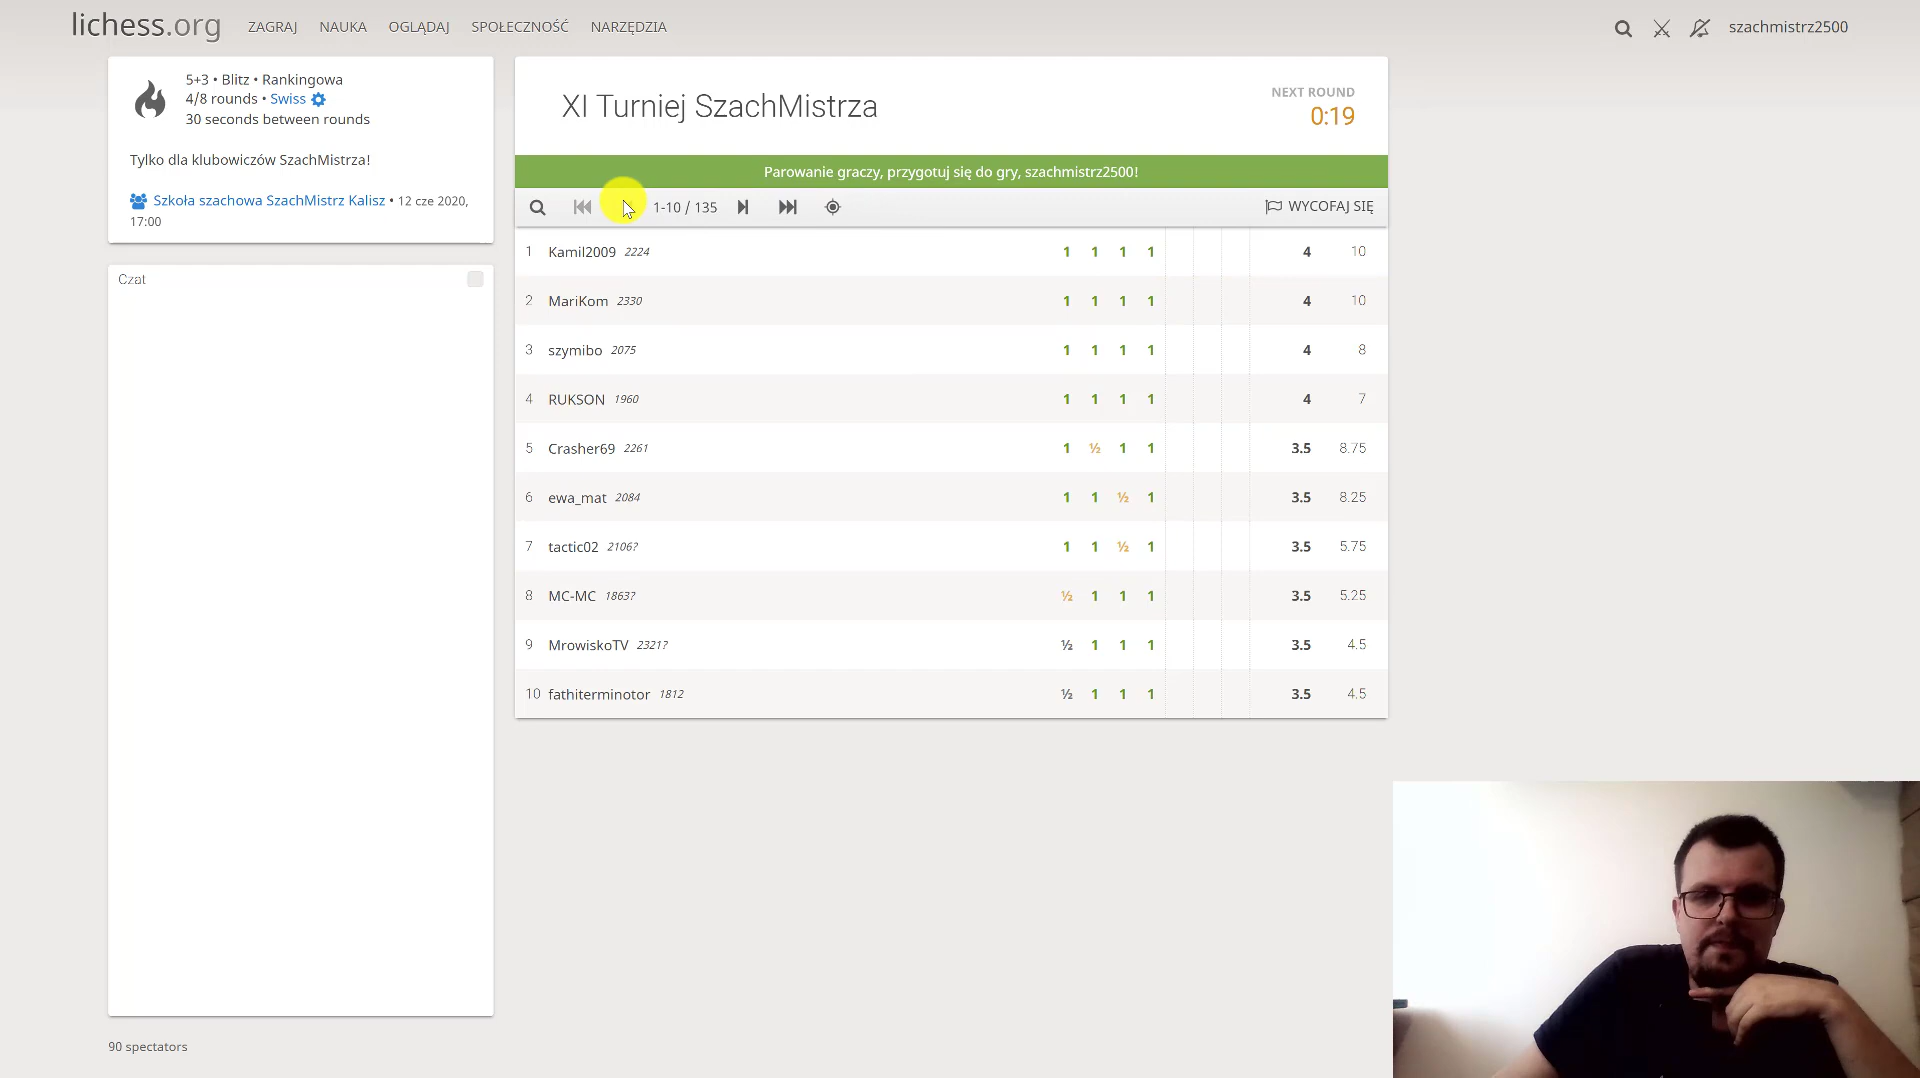 lichess.org ZAGRAJ NAUKA OGLĄDAJ SPOŁECZNOŚĆ NARZĘDZIA szachmistrz2500
5+3 • Blitz • Rankingowa
4/8 rounds • Swiss
30 seconds between rounds
Tylko dla klubowiczów SzachMistrza!
Szkoła szachowa SzachMistrz Kalisz • 12 cze 2020,
17:00
Czat
90 spectators
XI Turniej SzachMistrza
NEXT ROUND
0:19
Parowanie graczy, przygotuj się do gry, szachmistrz2500!
1-10 / 135 WYCOFAJ SIĘ
1 Kamil2009 2224 1 1 1 1 4 10
2 MariKom 2330 1 1 1 1 4 10
3 szymibo 2075 1 1 1 1 4 8
4 RUKSON 1960 1 1 1 1 4 7
5 Crasher69 2261 1 ½ 1 1 3.5 8.75
6 ewa_mat 2084 1 1 ½ 1 3.5 8.25
7 tactic02 2106? 1 1 ½ 1 3.5 5.75
8 MC-MC 1863? ½ 1 1 1 3.5 5.25
9 MrowiskoTV 2321? ½ 1 1 1 3.5 4.5
10 fathiterminotor 1812 ½ 1 1 1 3.5 4.5